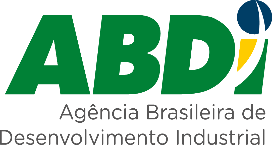 ABDi
Agência Brasileira de
Desenvolvimento Industrial